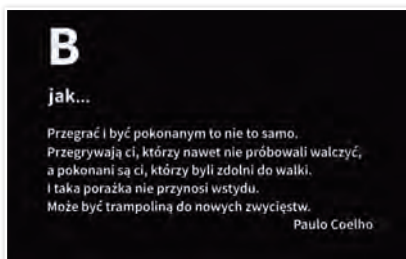 B
jak...
Przegrać i być pokonanym to nie to samo.
Przegrywają ci, którzy nawet nie próbowali walczyć,
a pokonani są ci, którzy byli zdolni do walki.
I taka porażka nie przynosi wstydu.
Może być trampoliną do nowych zwycięstw.
Paulo Coelho